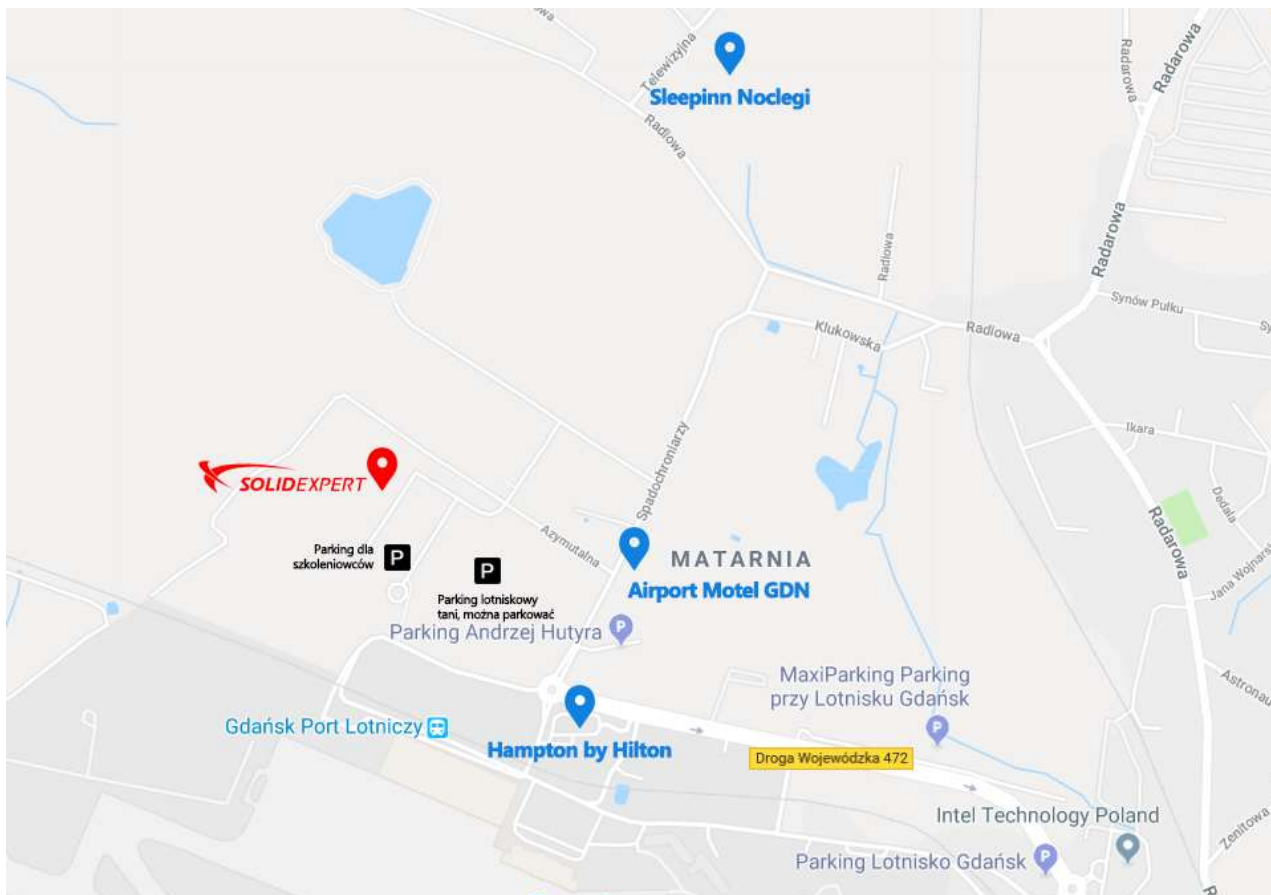 Telewizyjna
Sleepinn Noclegi
Radarowa
Radarowa
Radiowa
Radarowa
Radiowa
Synów Pułku
Sy
Klukowska
Radiowa
Ikara
Spadochroniarzy
SOLIDEXPERT
Dedala
Radarowa
Azymutalna
Parking dla
szkoleniowców
P
P
MATARNIA
Airport Motel GDN
Parking lotniskowy
tani, można parkować
Parking Andrzej Hutyra
P
Jana Wojnarsk
MaxiParking Parking
przy Lotnisku Gdańsk
P
Astronau
Gdańsk Port Lotniczy
Hampton by Hilton
Droga Wojewódzka 472
Intel Technology Poland
Zenitowa
Parking Lotnisko Gdańsk
P
R